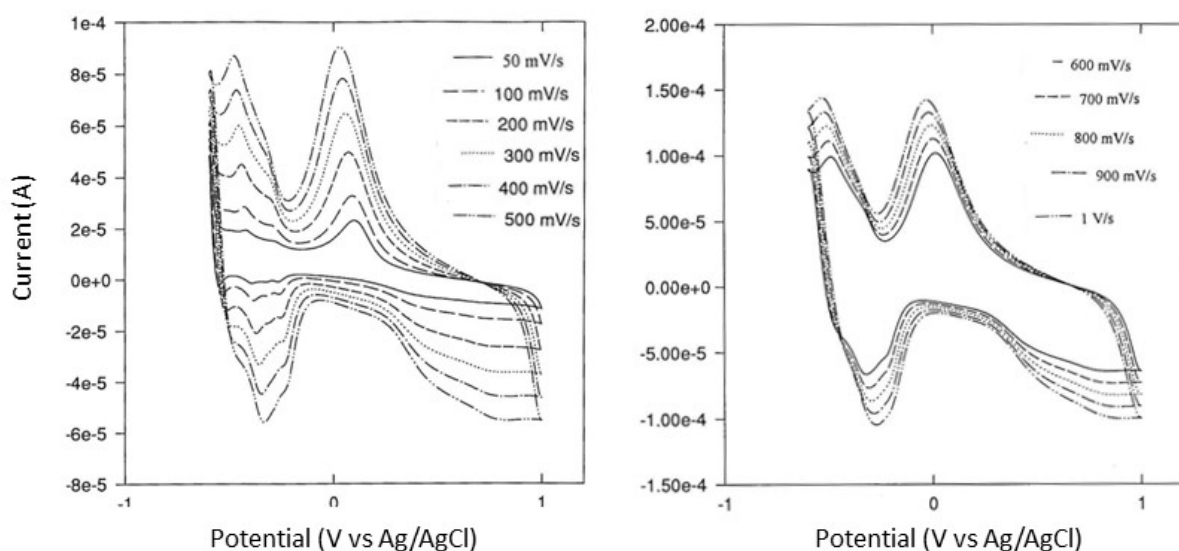 Current(A)
1e-4
8e-5
6e-5
4e-5
2e-5
0e+0
-2e-5
-4e-5
-6e-5
-8e-5
-1
0
1
50 mV/s
100 mV/s
200 mV/s
300 mV/s
400 mV/s
500 mV/s
Potential (V vs Ag/AgCl)
2.00e-4
1.50e-4
1.00e-4
5.00e-5
0.00e-0
-5.00e-5
-1.00e-4
-1.50e-4
-1
0
1
600 mV/s
700 mV/s
800 mV/s
900 mV/s
1 V/s
Potential (V vs Ag/AgCl)